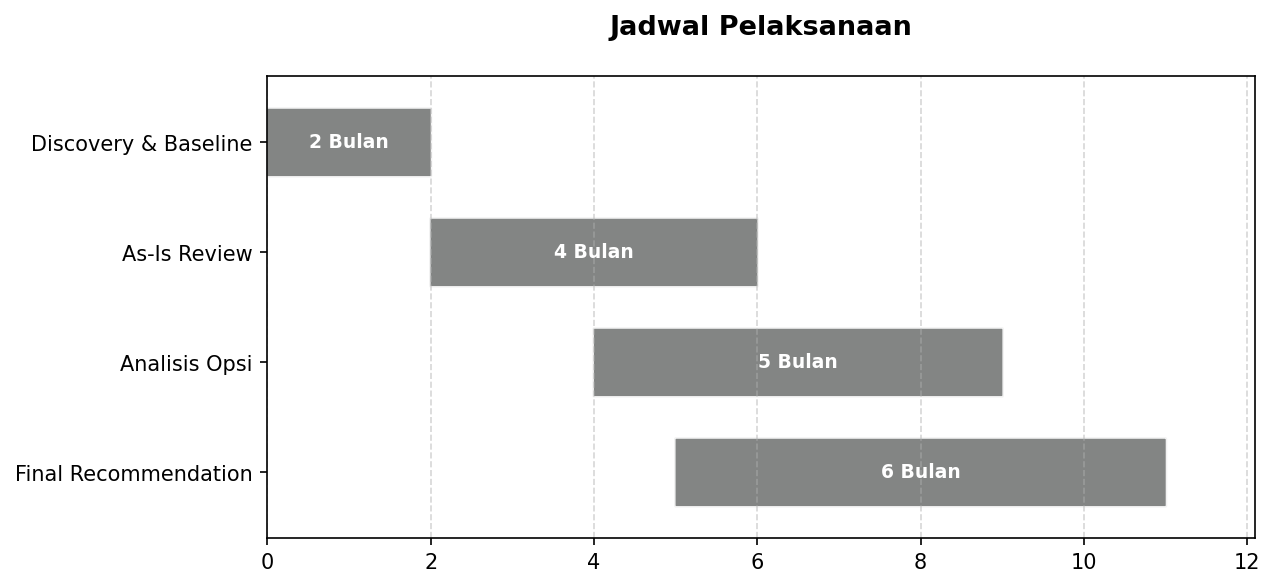 Jadwal Pelaksanaan
Discovery & Baseline
2 Bulan
As-Is Review
4 Bulan
Analisis Opsi
5 Bulan
Final Recommendation
6 Bulan
0 2 4 6 8 10 12